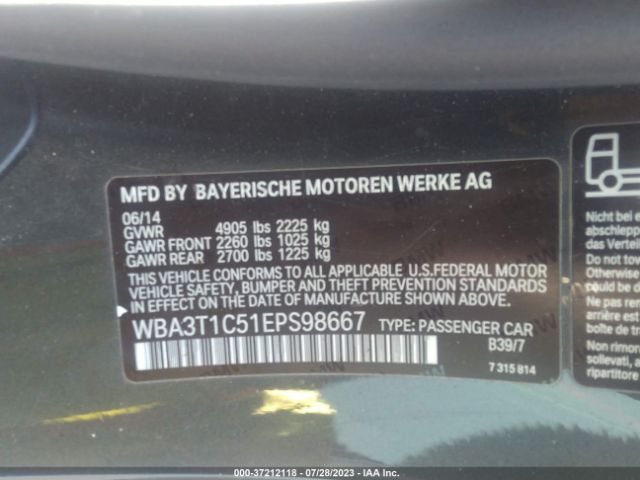 MFD BY BAYERISCHE MOTOREN WERKE AG
06/14
GVWR 4905 lbs 2225 kg
GAWR FRONT 2260 lbs 1025 kg
GAWR REAR 2700 lbs 1225 kg
THIS VEHICLE CONFORMS TO ALL APPLICABLE U.S.FEDERAL MOTOR
VEHICLE SAFETY, BUMPER AND THEFT PREVENTION STANDARDS
IN EFFECT ON THE DATE OF MANUFACTURE SHOWN ABOVE.
WBA3T1C51EPS98667 TYPE: PASSENGER CAR
B39/7
7 315 814
Nicht bei
abschlepp
das Vertei
Do not tow
Otherwise
could be
Ne pas
arrière
boîte de tra
Non rimor
sollevati, a
ripartitore
000-37212118 - 07/28/2023 - IAA Inc.